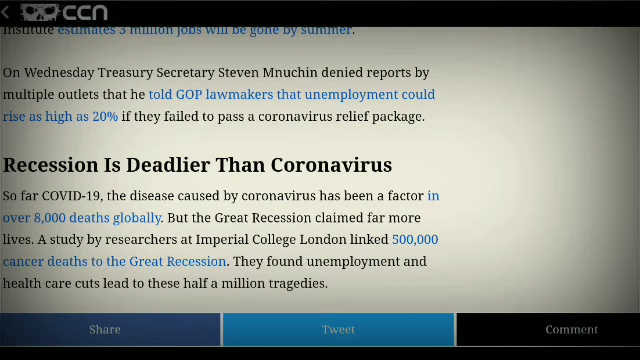 CCN
Institute estimates 3 million jobs will be gone by summer.
On Wednesday Treasury Secretary Steven Mnuchin denied reports by
multiple outlets that he told GOP lawmakers that unemployment could
rise as high as 20% if they failed to pass a coronavirus relief package.
Recession Is Deadlier Than Coronavirus
So far COVID-19, the disease caused by coronavirus has been a factor in
over 8,000 deaths globally. But the Great Recession claimed far more
lives. A study by researchers at Imperial College London linked 500,000
cancer deaths to the Great Recession. They found unemployment and
health care cuts lead to these half a million tragedies.
Share Tweet Comment